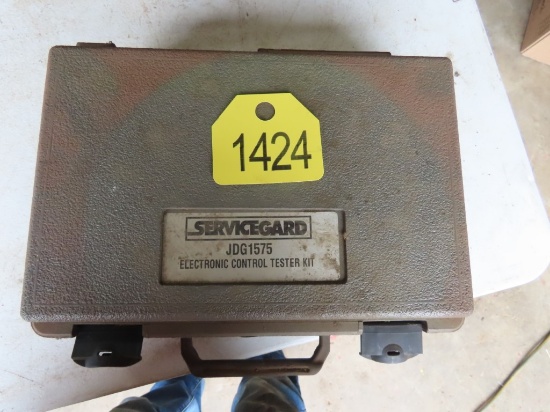 1424
SERVICEGARD
JDG1575
ELECTRONIC CONTROL TESTER KIT